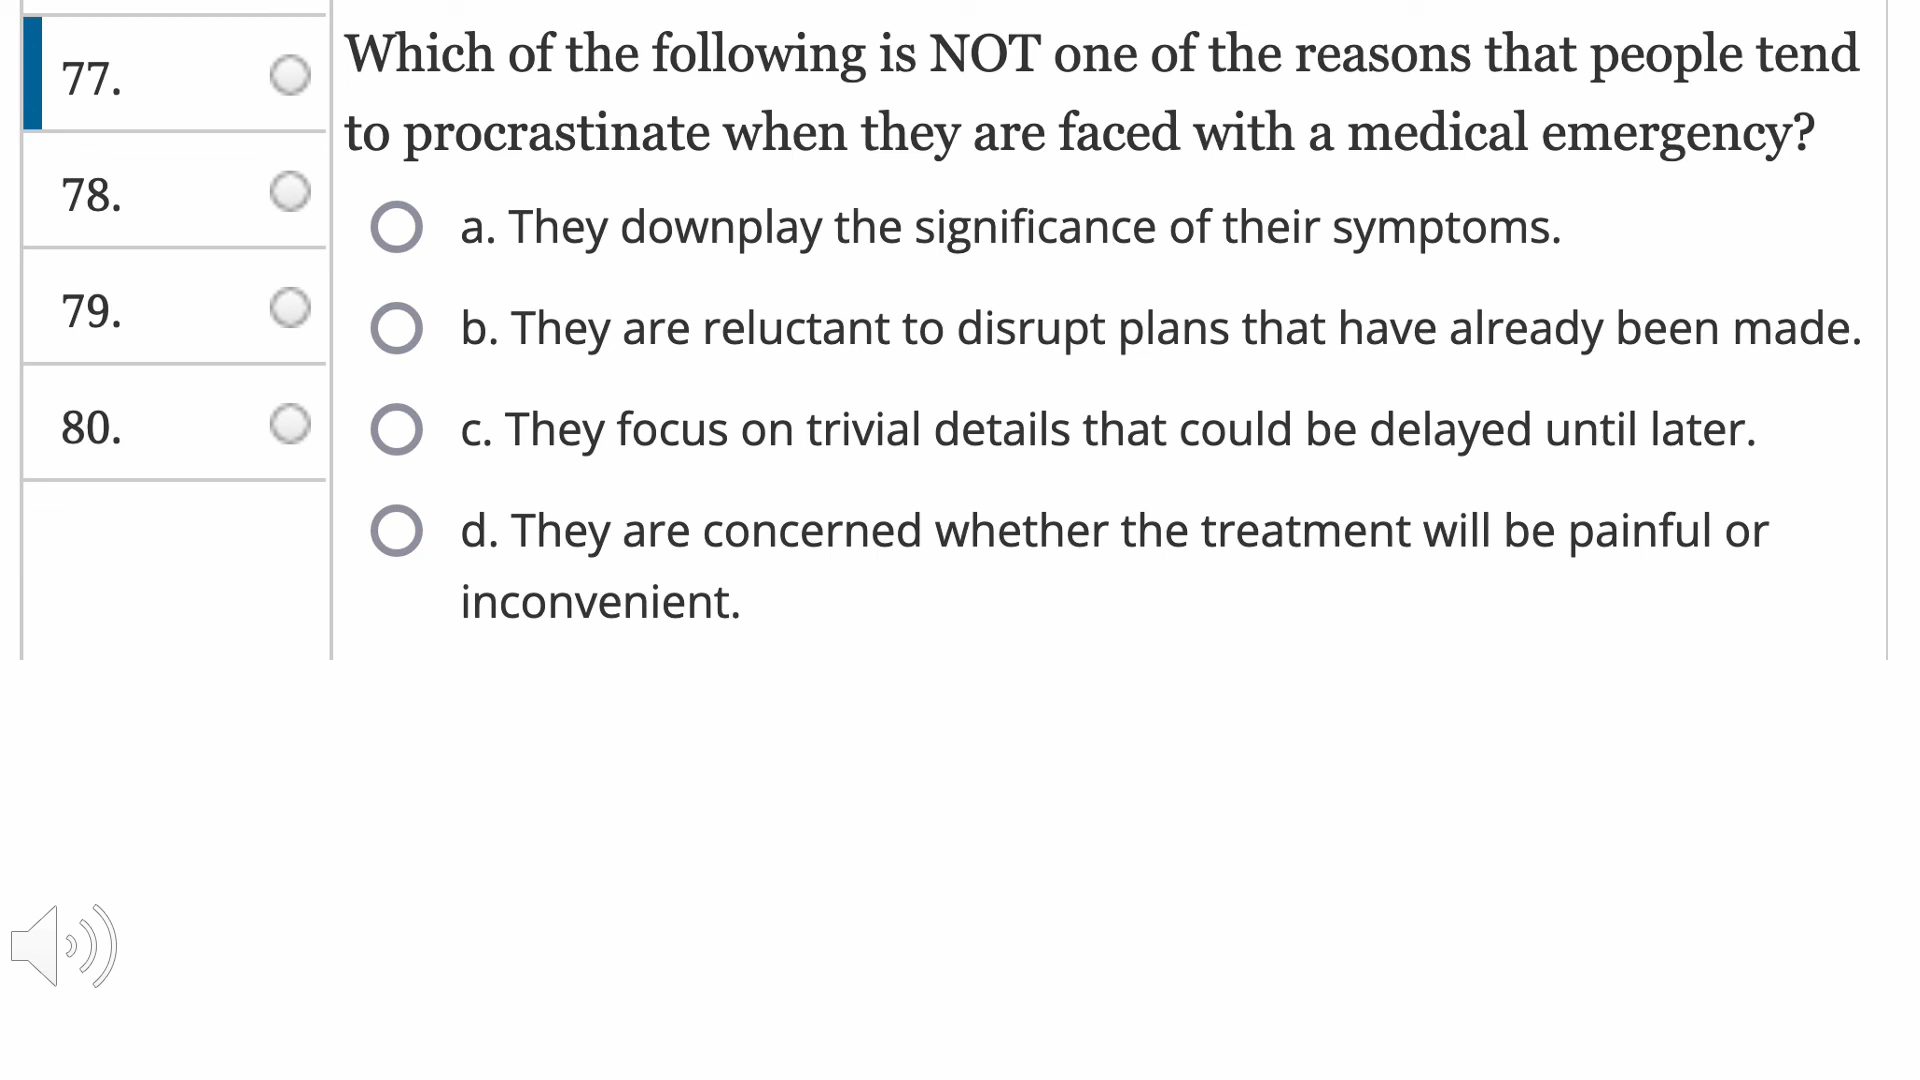 77.
78.
79.
80.
Which of the following is NOT one of the reasons that people tend
to procrastinate when they are faced with a medical emergency?
a. They downplay the significance of their symptoms.
b. They are reluctant to disrupt plans that have already been made.
c. They focus on trivial details that could be delayed until later.
d. They are concerned whether the treatment will be painful or
inconvenient.